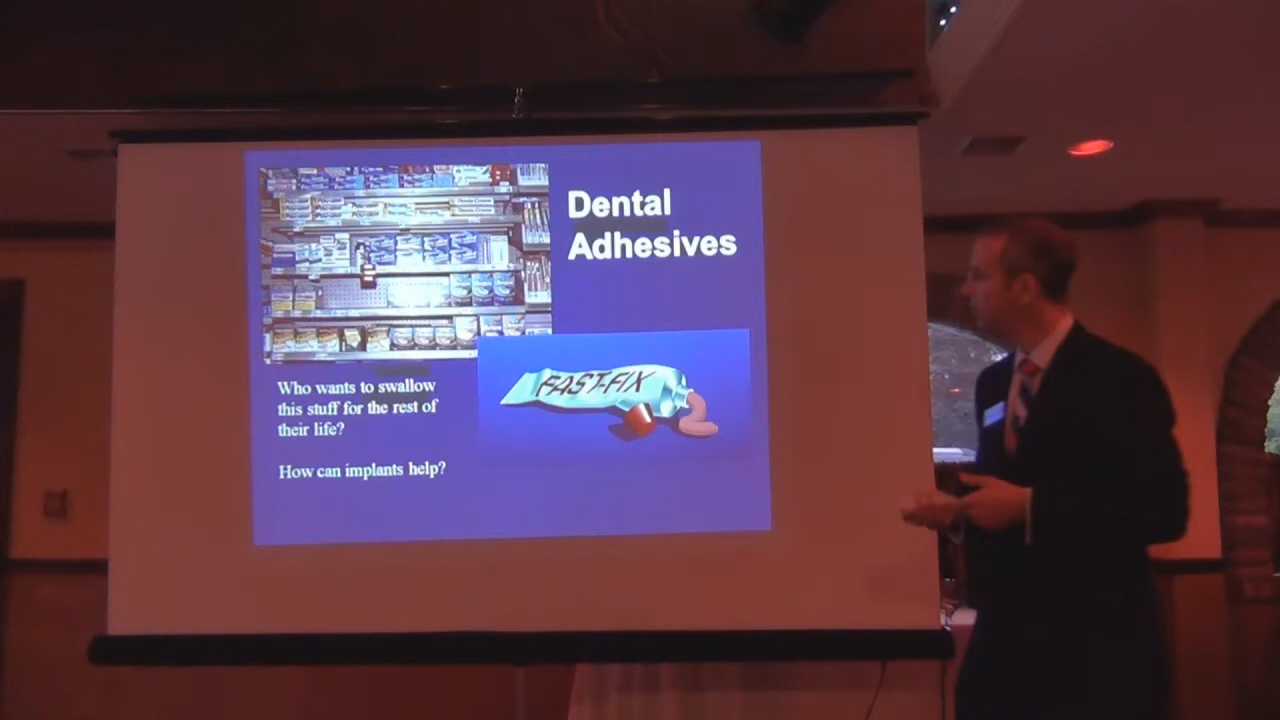 Dental
Adhesives
FAST-FIX
Who wants to swallow
this stuff for the rest of
their life?
How can implants help?